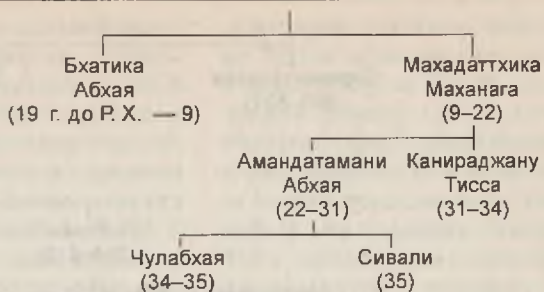 Бхатика
Абхая
(19 г. до Р. Х. — 9)
Махадаттхика
Маханага
(9–22)
Амандатамани
Абхая
(22–31)
Канираджану
Тисса
(31–34)
Чулабхая
(34–35)
Сивали
(35)